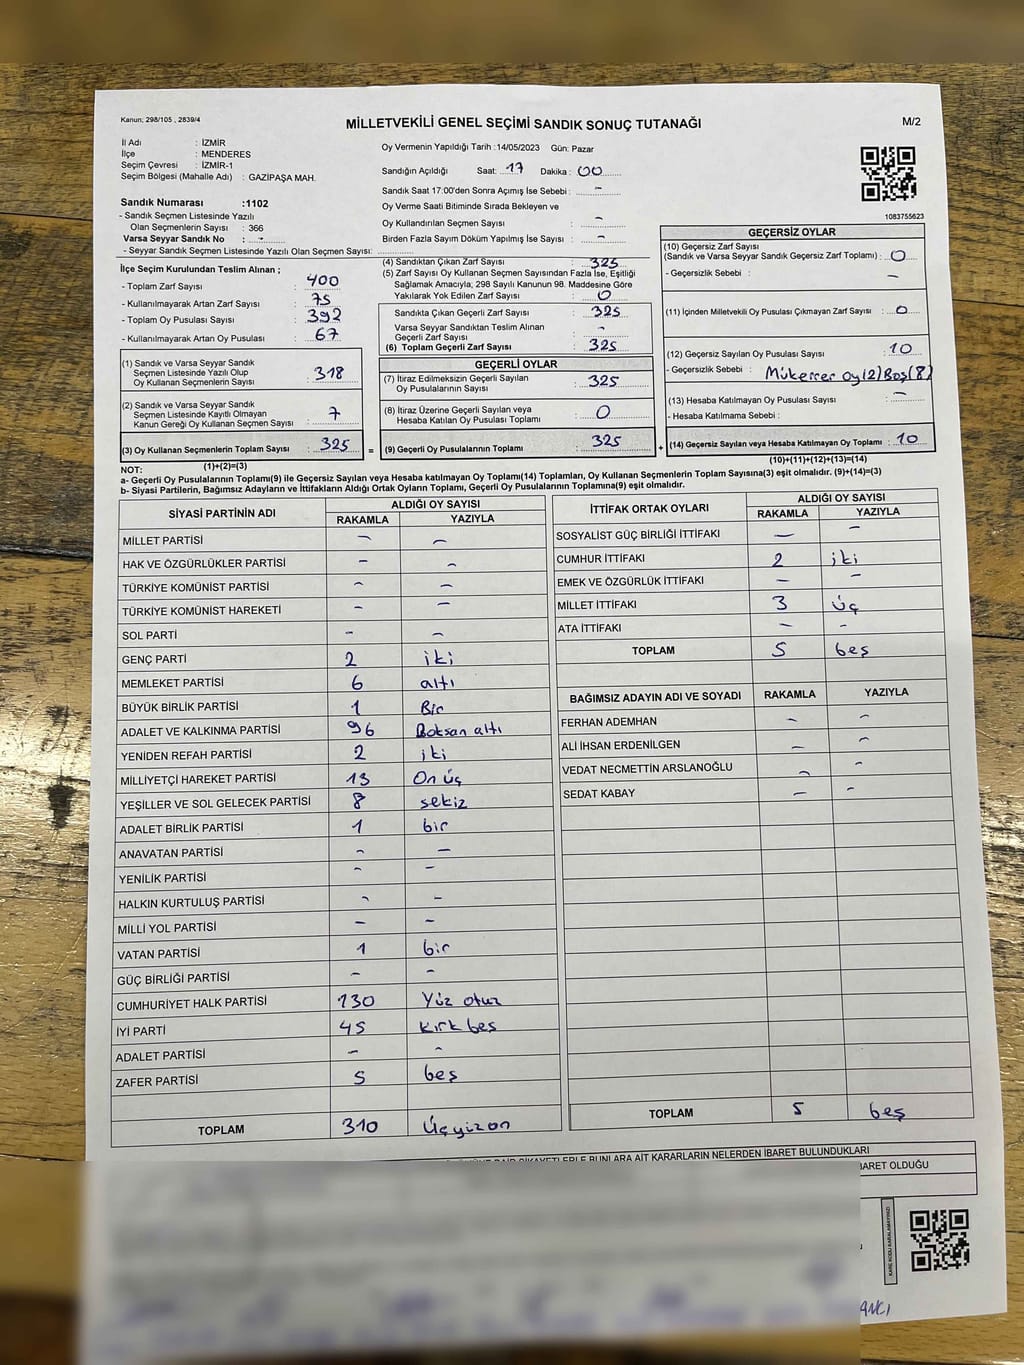 Kanun; 298/105 , 2839/4
MİLLETVEKİLİ GENEL SEÇİMİ SANDIK SONUÇ TUTANAĞI
M/2
İl Adı : İZMİR
İlçe : MENDERES
Seçim Çevresi : İZMİR-1
Seçim Bölgesi (Mahalle Adı) : GAZİPAŞA MAH.
Sandık Numarası :1102
- Sandık Seçmen Listesinde Yazılı
Olan Seçmenlerin Sayısı : 366
Varsa Seyyar Sandık No : -
- Seyyar Sandık Seçmen Listesinde Yazılı Olan Seçmen Sayısı:
Oy Vermenin Yapıldığı Tarih :14/05/2023 Gün: Pazar
Sandığın Açıldığı Saat: 17 Dakika : 00
Sandık Saat 17:00'den Sonra Açımış İse Sebebi : -
Oy Verme Saati Bitiminde Sırada Bekleyen ve
Oy Kullandırılan Seçmen Sayısı : -
Birden Fazla Sayım Döküm Yapılmış İse Sayısı : -
1083755623
İlçe Seçim Kurulundan Teslim Alınan ;
- Toplam Zarf Sayısı : 400
- Kullanılmayarak Artan Zarf Sayısı : 75
- Toplam Oy Pusulası Sayısı : 392
- Kullanılmayarak Artan Oy Pusulası : 67
(1) Sandık ve Varsa Seyyar Sandık
Seçmen Listesinde Yazılı Olup
Oy Kullanan Seçmenlerin Sayısı : 318
(2) Sandık ve Varsa Seyyar Sandık
Seçmen Listesinde Kayıtlı Olmayan
Kanun Gereği Oy Kullanan Seçmen Sayısı : 7
(3) Oy Kullanan Seçmenlerin Toplam Sayısı : 325
(4) Sandıktan Çıkan Zarf Sayısı : 325
(5) Zarf Sayısı Oy Kullanan Seçmen Sayısından Fazla İse, Eşitliği
Sağlamak Amacıyla; 298 Sayılı Kanunun 98. Maddesine Göre
Yakılarak Yok Edilen Zarf Sayısı : 0
Sandıkta Çıkan Geçerli Zarf Sayısı : 325
Varsa Seyyar Sandıktan Teslim Alınan
Geçerli Zarf Sayısı : -
(6) Toplam Geçerli Zarf Sayısı : 325
GEÇERLİ OYLAR
(7) İtiraz Edilmeksizin Geçerli Sayılan
Oy Pusulalarının Sayısı : 325
(8) İtiraz Üzerine Geçerli Sayılan veya
Hesaba Katılan Oy Pusulası Toplamı : 0
= (9) Geçerli Oy Pusulalarının Toplamı : 325
GEÇERSİZ OYLAR
(10) Geçersiz Zarf Sayısı
(Sandık ve Varsa Seyyar Sandık Geçersiz Zarf Toplamı) : 0
- Geçersizlik Sebebi : -
(11) İçinden Milletvekili Oy Pusulası Çıkmayan Zarf Sayısı : 0
(12) Geçersiz Sayılan Oy Pusulası Sayısı : 10
- Geçersizlik Sebebi : Mükerrer Oy(2) Boş(8)
(13) Hesaba Katılmayan Oy Pusulası Sayısı : -
- Hesaba Katılmama Sebebi :
+ (14) Geçersiz Sayılan veya Hesaba Katılmayan Oy Toplamı : 10
(10)+(11)+(12)+(13)=(14)
NOT: (1)+(2)=(3)
a- Geçerli Oy Pusulalarının Toplamı(9) ile Geçersiz Sayılan veya Hesaba katılmayan Oy Toplamı(14) Toplamları, Oy Kullanan Seçmenlerin Toplam Sayısına(3) eşit olmalıdır. (9)+(14)=(3)
b- Siyasi Partilerin, Bağımsız Adayların ve İttifakların Aldığı Ortak Oyların Toplamı, Geçerli Oy Pusulalarının Toplamına(9) eşit olmalıdır.
SİYASİ PARTİNİN ADI ALDIĞI OY SAYISI
RAKAMLA YAZIYLA
MİLLET PARTİSİ - -
HAK VE ÖZGÜRLÜKLER PARTİSİ - -
TÜRKİYE KOMÜNİST PARTİSİ - -
TÜRKİYE KOMÜNİST HAREKETİ - -
SOL PARTİ - -
GENÇ PARTİ 2 iki
MEMLEKET PARTİSİ 6 altı
BÜYÜK BİRLİK PARTİSİ 1 Bir
ADALET VE KALKINMA PARTİSİ 96 Doksan altı
YENİDEN REFAH PARTİSİ 2 iki
MİLLİYETÇİ HAREKET PARTİSİ 13 On üç
YEŞİLLER VE SOL GELECEK PARTİSİ 8 sekiz
ADALET BİRLİK PARTİSİ 1 bir
ANAVATAN PARTİSİ - -
YENİLİK PARTİSİ - -
HALKIN KURTULUŞ PARTİSİ - -
MİLLİ YOL PARTİSİ - -
VATAN PARTİSİ 1 bir
GÜÇ BİRLİĞİ PARTİSİ - -
CUMHURİYET HALK PARTİSİ 130 Yüz otuz
İYİ PARTİ 45 kırk beş
ADALET PARTİSİ - -
ZAFER PARTİSİ 5 beş
TOPLAM 310 Üçyüzon
İTTİFAK ORTAK OYLARI ALDIĞI OY SAYISI
RAKAMLA YAZIYLA
SOSYALİST GÜÇ BİRLİĞİ İTTİFAKI - -
CUMHUR İTTİFAKI 2 iki
EMEK VE ÖZGÜRLÜK İTTİFAKI - -
MİLLET İTTİFAKI 3 üç
ATA İTTİFAKI - -
TOPLAM 5 beş
BAĞIMSIZ ADAYIN ADI VE SOYADI RAKAMLA YAZIYLA
FERHAN ADEMHAN - -
ALİ İHSAN ERDENİLGEN - -
VEDAT NECMETTİN ARSLANOĞLU - -
SEDAT KABAY - -
TOPLAM 5 beş
ŞİKAYETLERLE BUNLARA AİT KARARLARIN NELERDEN İBARET BULUNDUKLARI
BARET OLDUĞU
KARE KODU KARALAMAYINIZ!
ANCI